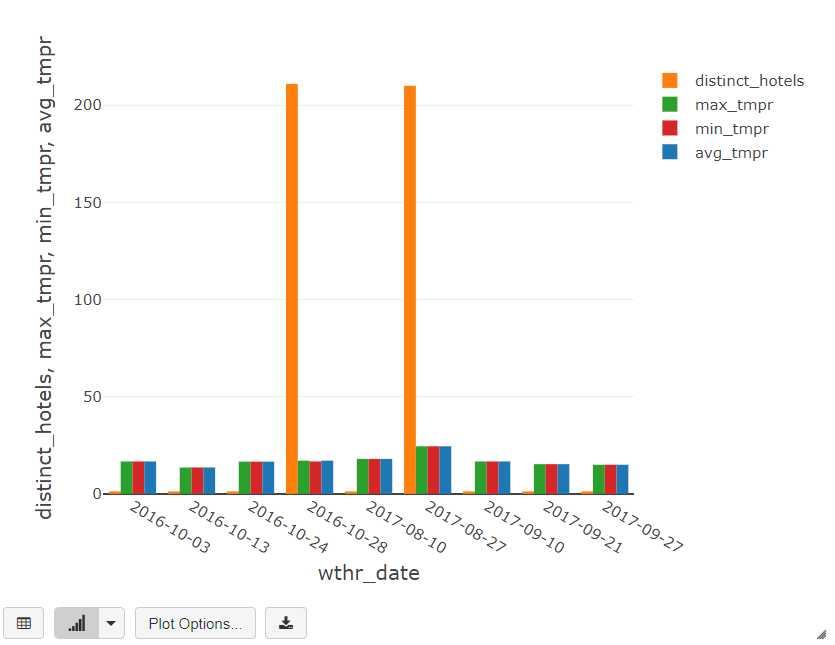 distinct_hotels, max_tmpr, min_tmpr, avg_tmpr
200
150
100
50
0
2016-10-03
2016-10-13
2016-10-24
2016-10-28
2017-08-10
2017-08-27
2017-09-10
2017-09-21
2017-09-27
wthr_date
distinct_hotels
max_tmpr
min_tmpr
avg_tmpr
Plot Options...